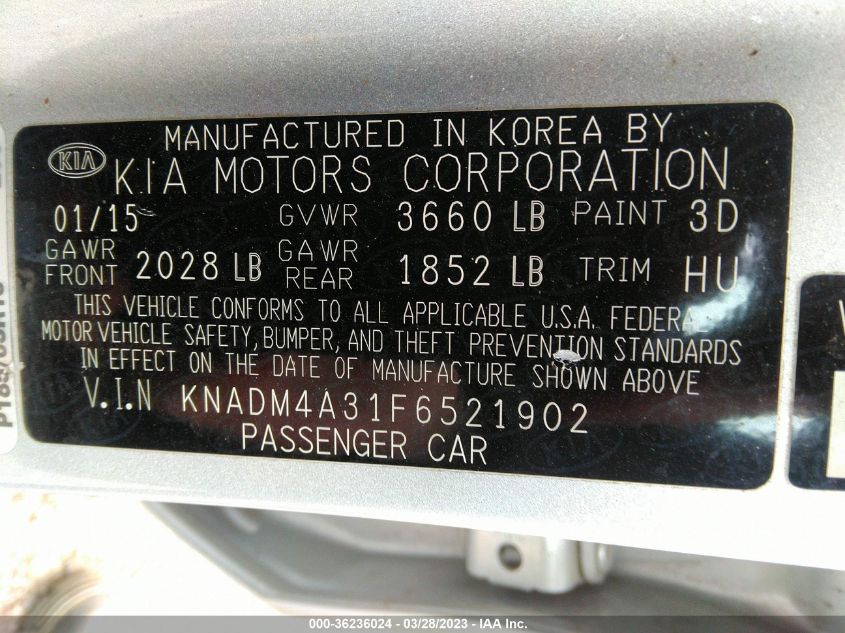 MANUFACTURED IN KOREA BY
KIA KIA MOTORS CORPORATION
01/15 GVWR 3660 LB PAINT 3D
GAWR FRONT 2028 LB GAWR REAR 1852 LB TRIM HU
THIS VEHICLE CONFORMS TO ALL APPLICABLE U.S.A. FEDERAL
MOTOR VEHICLE SAFETY, BUMPER, AND THEFT PREVENTION STANDARDS
IN EFFECT ON THE DATE OF MANUFACTURE SHOWN ABOVE
V.I.N KNADM4A31F6521902
PASSENGER CAR
000-36236024 — 03/28/2023 — IAA Inc.